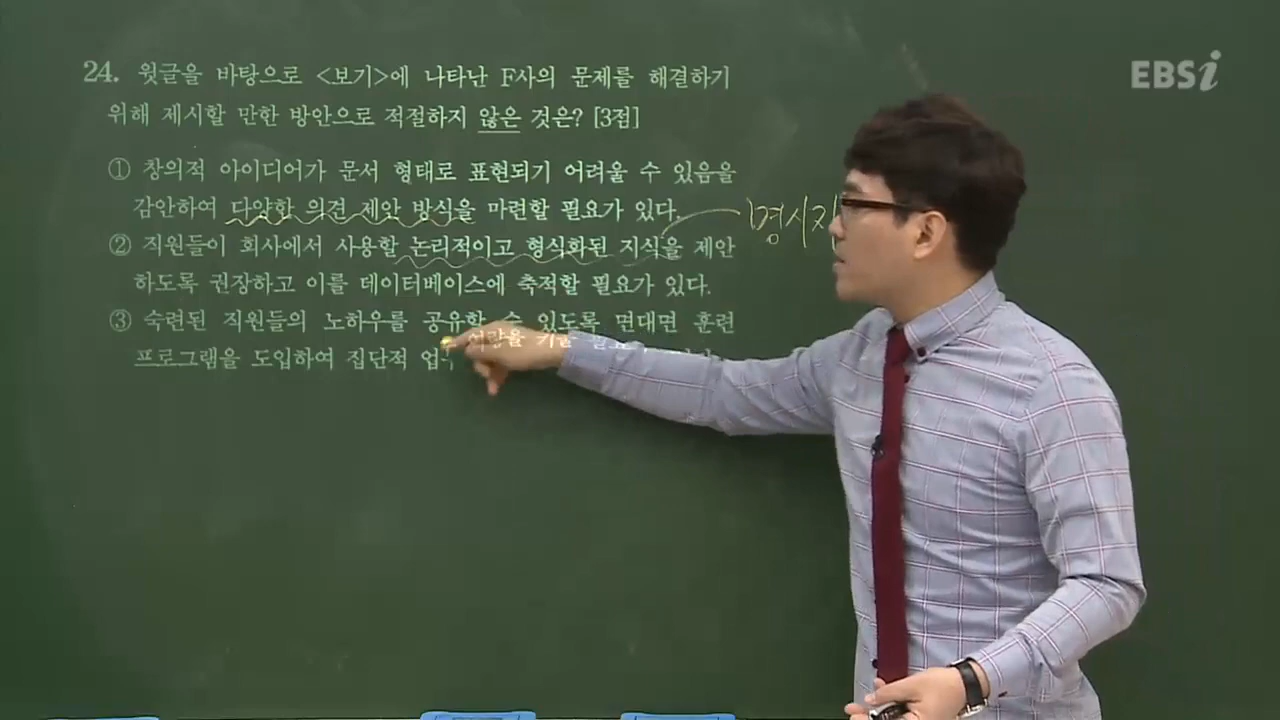 EBSi
24. 윗글을 바탕으로 <보기>에 나타난 F사의 문제를 해결하기
위해 제시할 만한 방안으로 적절하지 않은 것은? [3점]
① 창의적 아이디어가 문서 형태로 표현되기 어려울 수 있음을
감안하여 다양한 의견 제안 방식을 마련할 필요가 있다.
명시지
② 직원들이 회사에서 사용할 논리적이고 형식화된 지식을 제안
하도록 권장하고 이를 데이터베이스에 축적할 필요가 있다.
③ 숙련된 직원들의 노하우를 공유할 수 있도록 면대면 훈련
프로그램을 도입하여 집단적 업무 역량을 키울 필요가